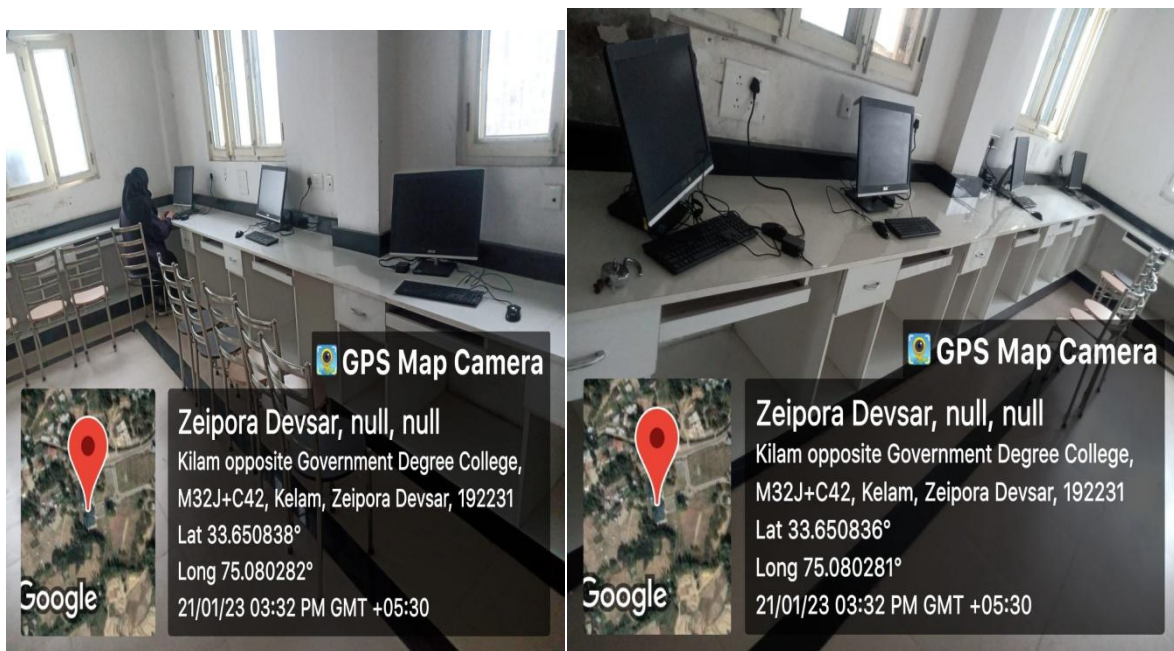 GPS Map Camera
Zeipora Devsar, null, null
Kilam opposite Government Degree College,
M32J+C42, Kelam, Zeipora Devsar, 192231
Lat 33.650838°
Long 75.080282°
21/01/23 03:32 PM GMT +05:30
Google
GPS Map Camera
Zeipora Devsar, null, null
Kilam opposite Government Degree College,
M32J+C42, Kelam, Zeipora Devsar, 192231
Lat 33.650836°
Long 75.080281°
21/01/23 03:32 PM GMT +05:30
Google